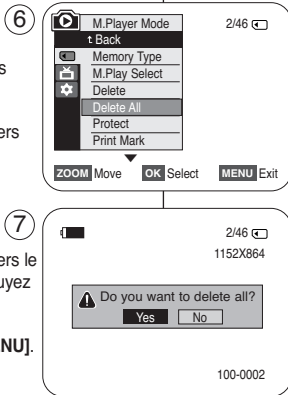 6
M.Player Mode 2/46
Back
Memory Type
M.Play Select
Delete
Delete All
Protect
Print Mark
ZOOM Move OK Select MENU Exit
s
ers
7
2/46
1152X864
Do you want to delete all?
Yes No
100-0002
ers le
uyez
NU].